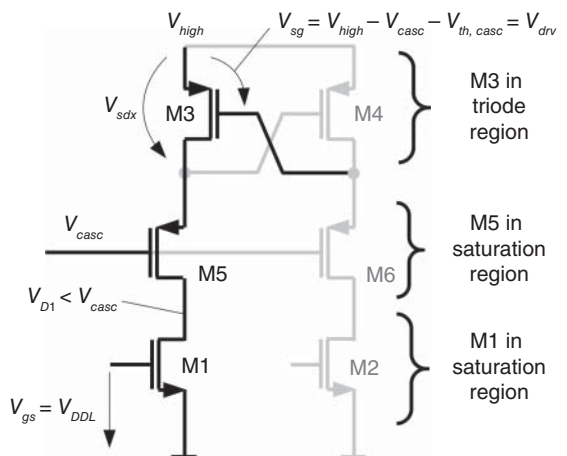 V_high
V_sg = V_high – V_casc – V_th, casc = V_drv
V_sdx
M3
M4
M3 in
triode
region
V_casc
M5
M6
M5 in
saturation
region
V_D1 < V_casc
M1
M2
M1 in
saturation
region
V_gs = V_DDL